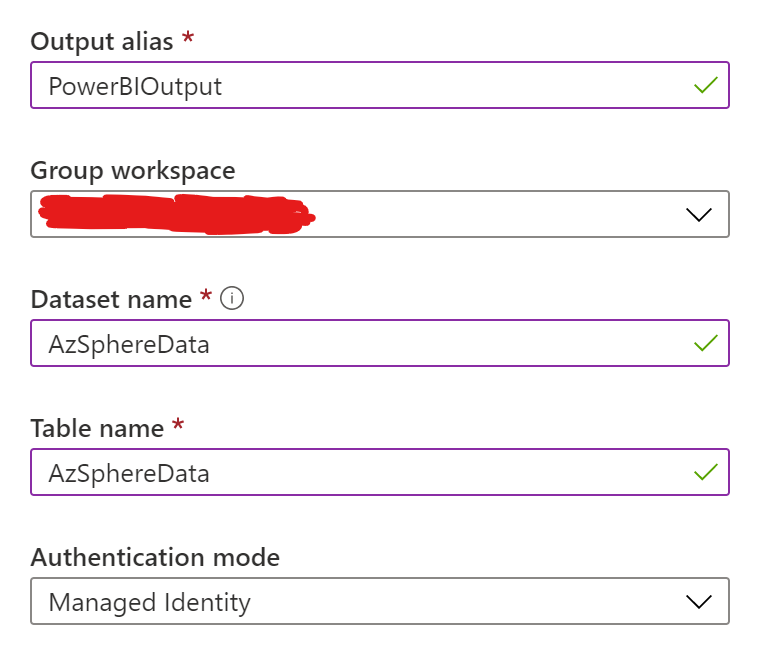 Output alias *
PowerBIOutput
Group workspace
Dataset name *
AzSphereData
Table name *
AzSphereData
Authentication mode
Managed Identity